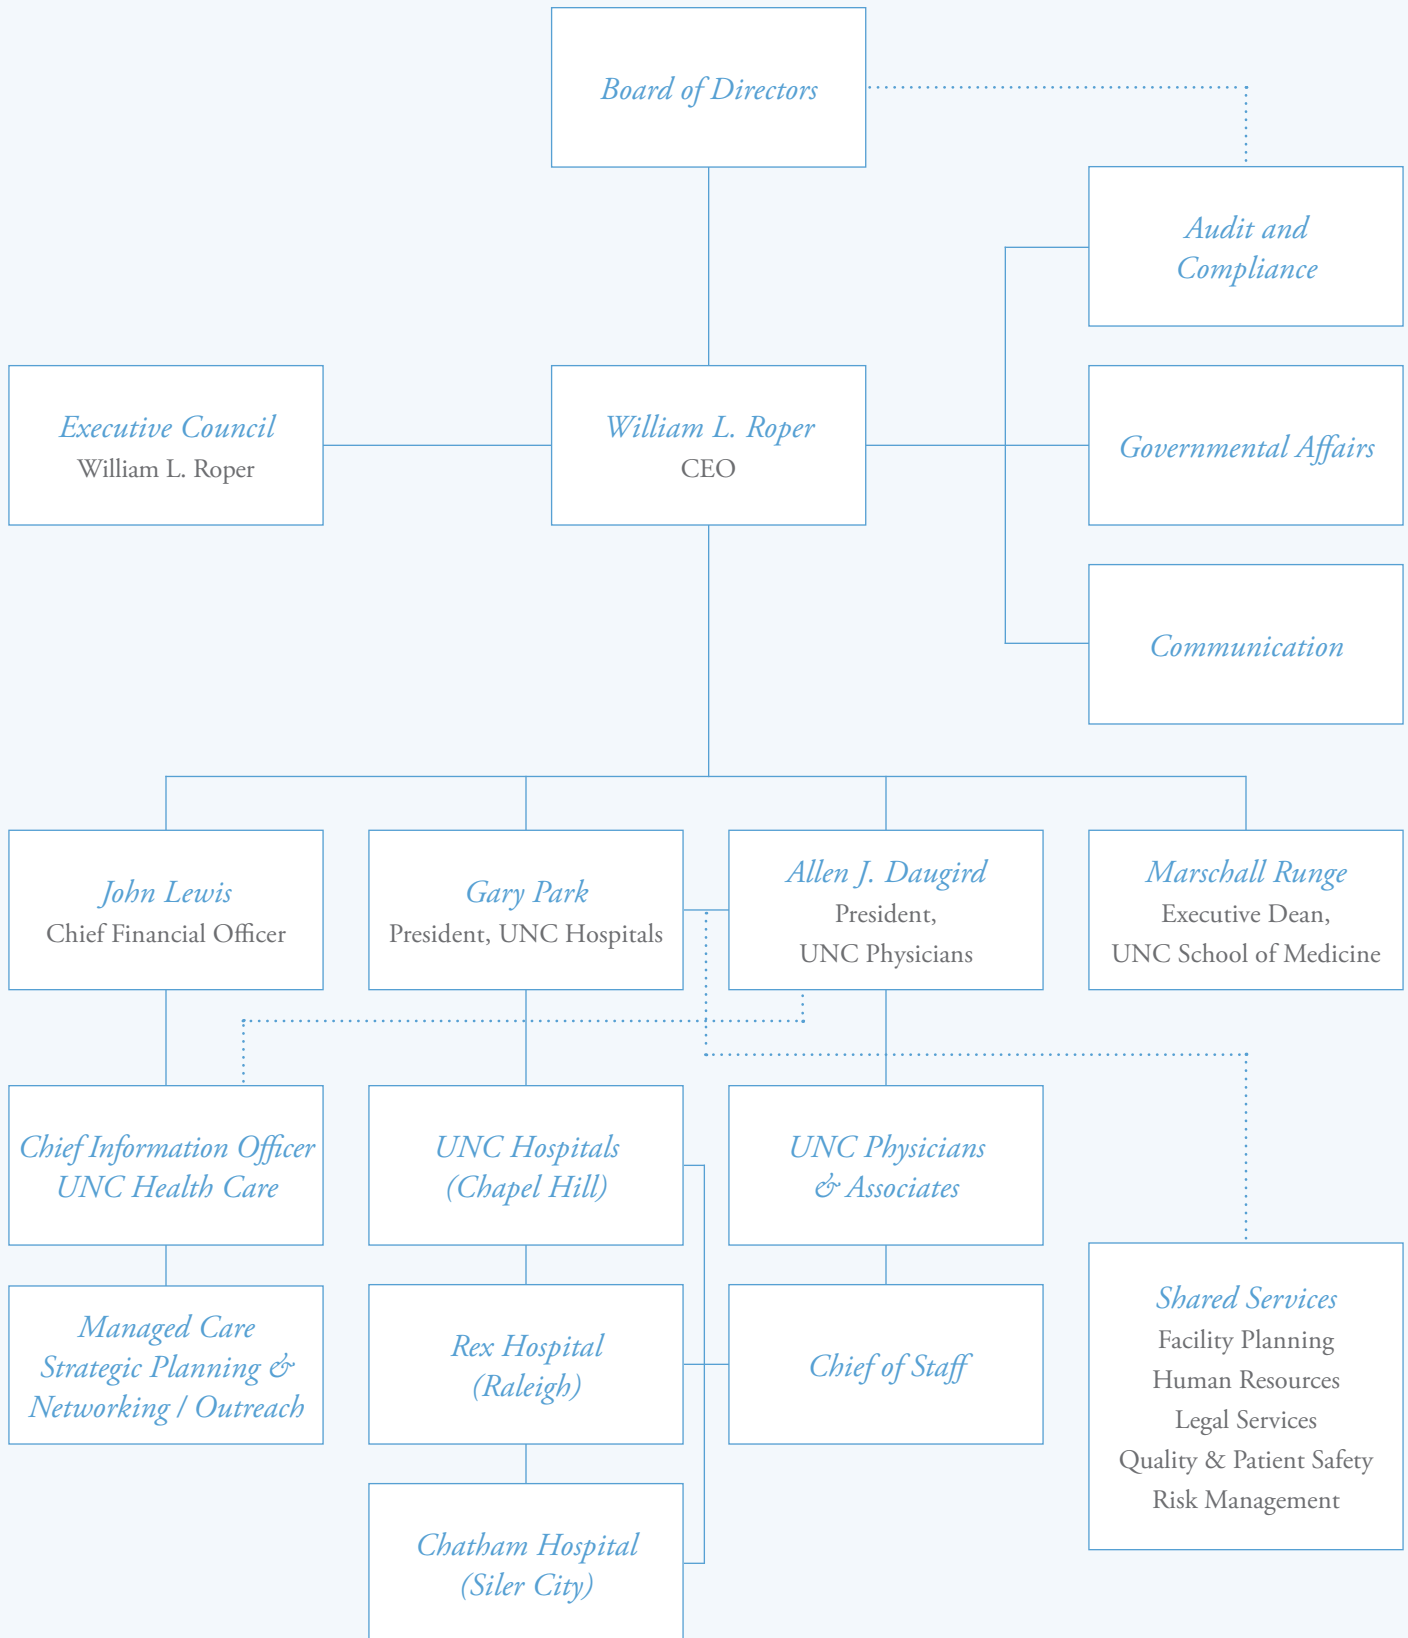 Board of Directors
Audit and
Compliance
Executive Council
William L. Roper
William L. Roper
CEO
Governmental Affairs
Communication
John Lewis
Chief Financial Officer
Gary Park
President, UNC Hospitals
Allen J. Daugird
President,
UNC Physicians
Marschall Runge
Executive Dean,
UNC School of Medicine
Chief Information Officer
UNC Health Care
UNC Hospitals
(Chapel Hill)
UNC Physicians
& Associates
Managed Care
Strategic Planning &
Networking / Outreach
Rex Hospital
(Raleigh)
Chief of Staff
Shared Services
Facility Planning
Human Resources
Legal Services
Quality & Patient Safety
Risk Management
Chatham Hospital
(Siler City)